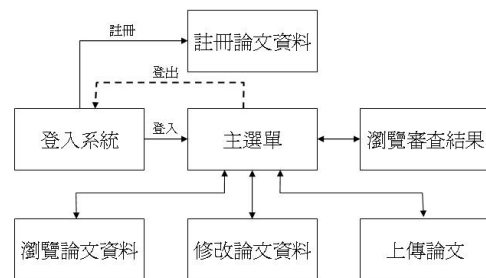 註冊
註冊論文資料
登出
登入系統
登入
主選單
瀏覽審查結果
瀏覽論文資料
修改論文資料
上傳論文